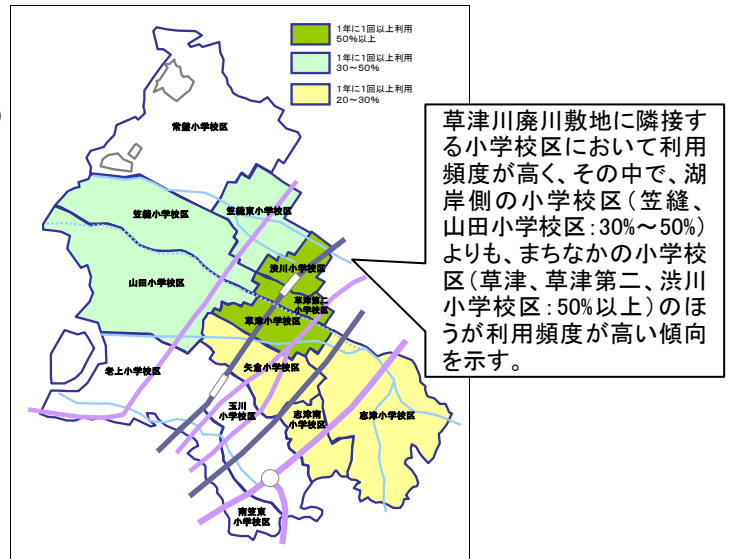 1年に1回以上利用
50%以上
1年に1回以上利用
30～50%
1年に1回以上利用
20～30%
常盤小学校区
笠縫小学校区
笠縫東小学校区
渋川小学校区
山田小学校区
草津第二
小学校区
草津小学校区
老上小学校区
矢倉小学校区
玉川
小学校区
志津南
小学校区
志津小学校区
南笠東
小学校区
草津川廃川敷地に隣接す
る小学校区において利用
頻度が高く、その中で、湖
岸側の小学校区（笠縫、
山田小学校区：30%～50%）
よりも、まちなかの小学校
区（草津、草津第二、渋川
小学校区：50%以上）のほ
うが利用頻度が高い傾向
を示す。